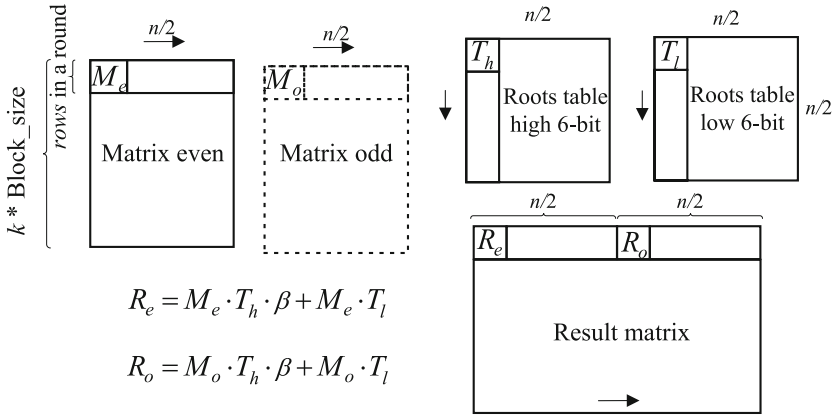 n/2
n/2
n/2
n/2
k * Block_size
rows in a round
M_e
M_o
T_h
T_l
Matrix even
Matrix odd
Roots table
high 6-bit
Roots table
low 6-bit
n/2
n/2
n/2
R_e
R_o
R_e = M_e · T_h · β + M_e · T_l
R_o = M_o · T_h · β + M_o · T_l
Result matrix